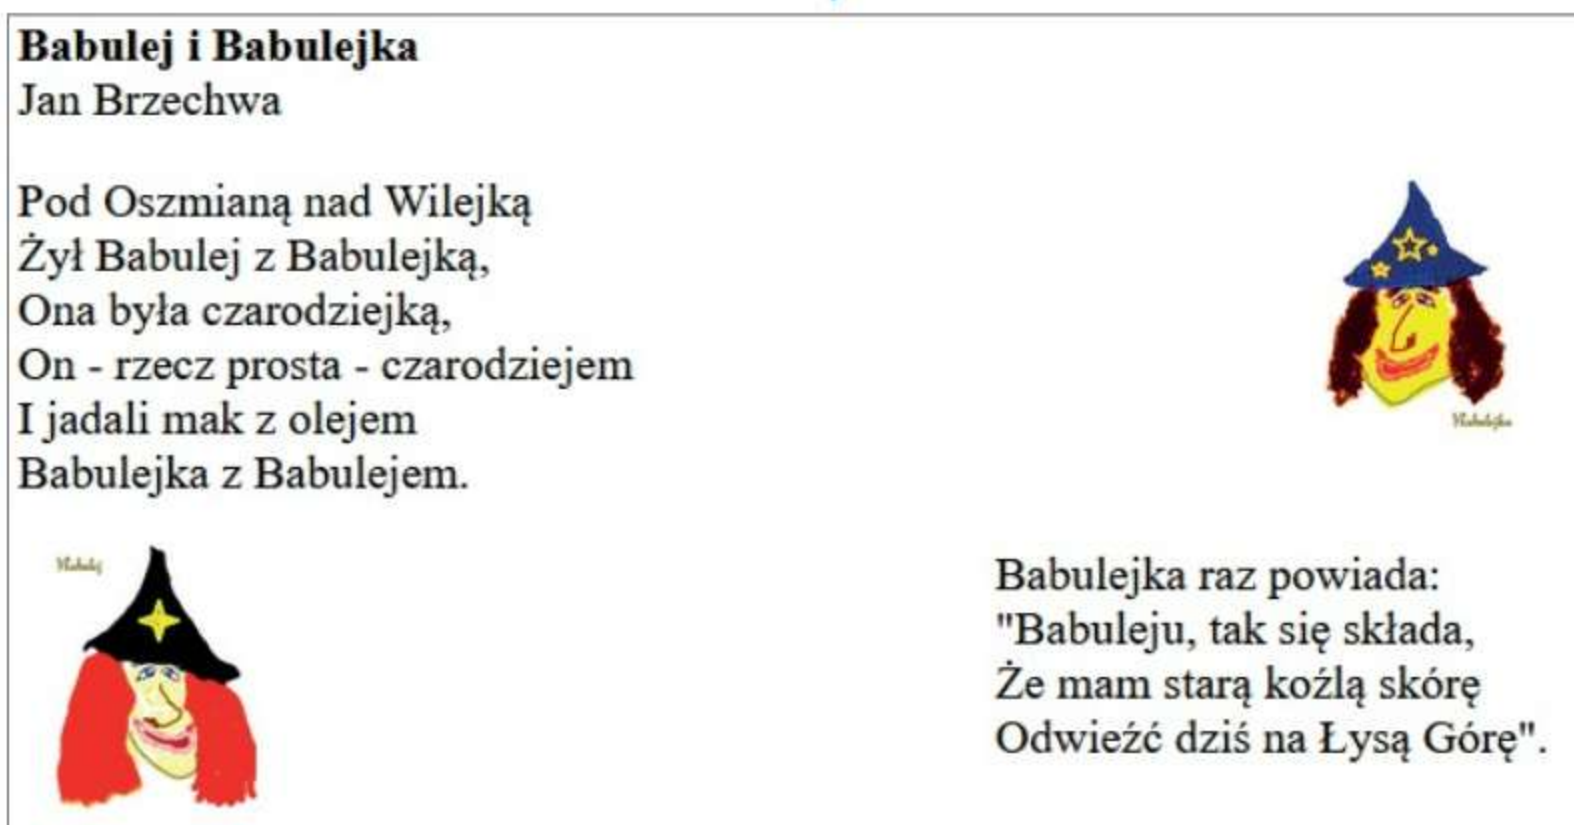 Babulej i Babulejka
Jan Brzechwa
Pod Oszmianą nad Wilejką
Żył Babulej z Babulejką,
Ona była czarodziejką,
On - rzecz prosta - czarodziejem
I jadali mak z olejem
Babulejka z Babulejem.
Babulejka
Babulej
Babulejka raz powiada:
"Babuleju, tak się składa,
Że mam starą koźlą skórę
Odwieźć dziś na Łysą Górę".